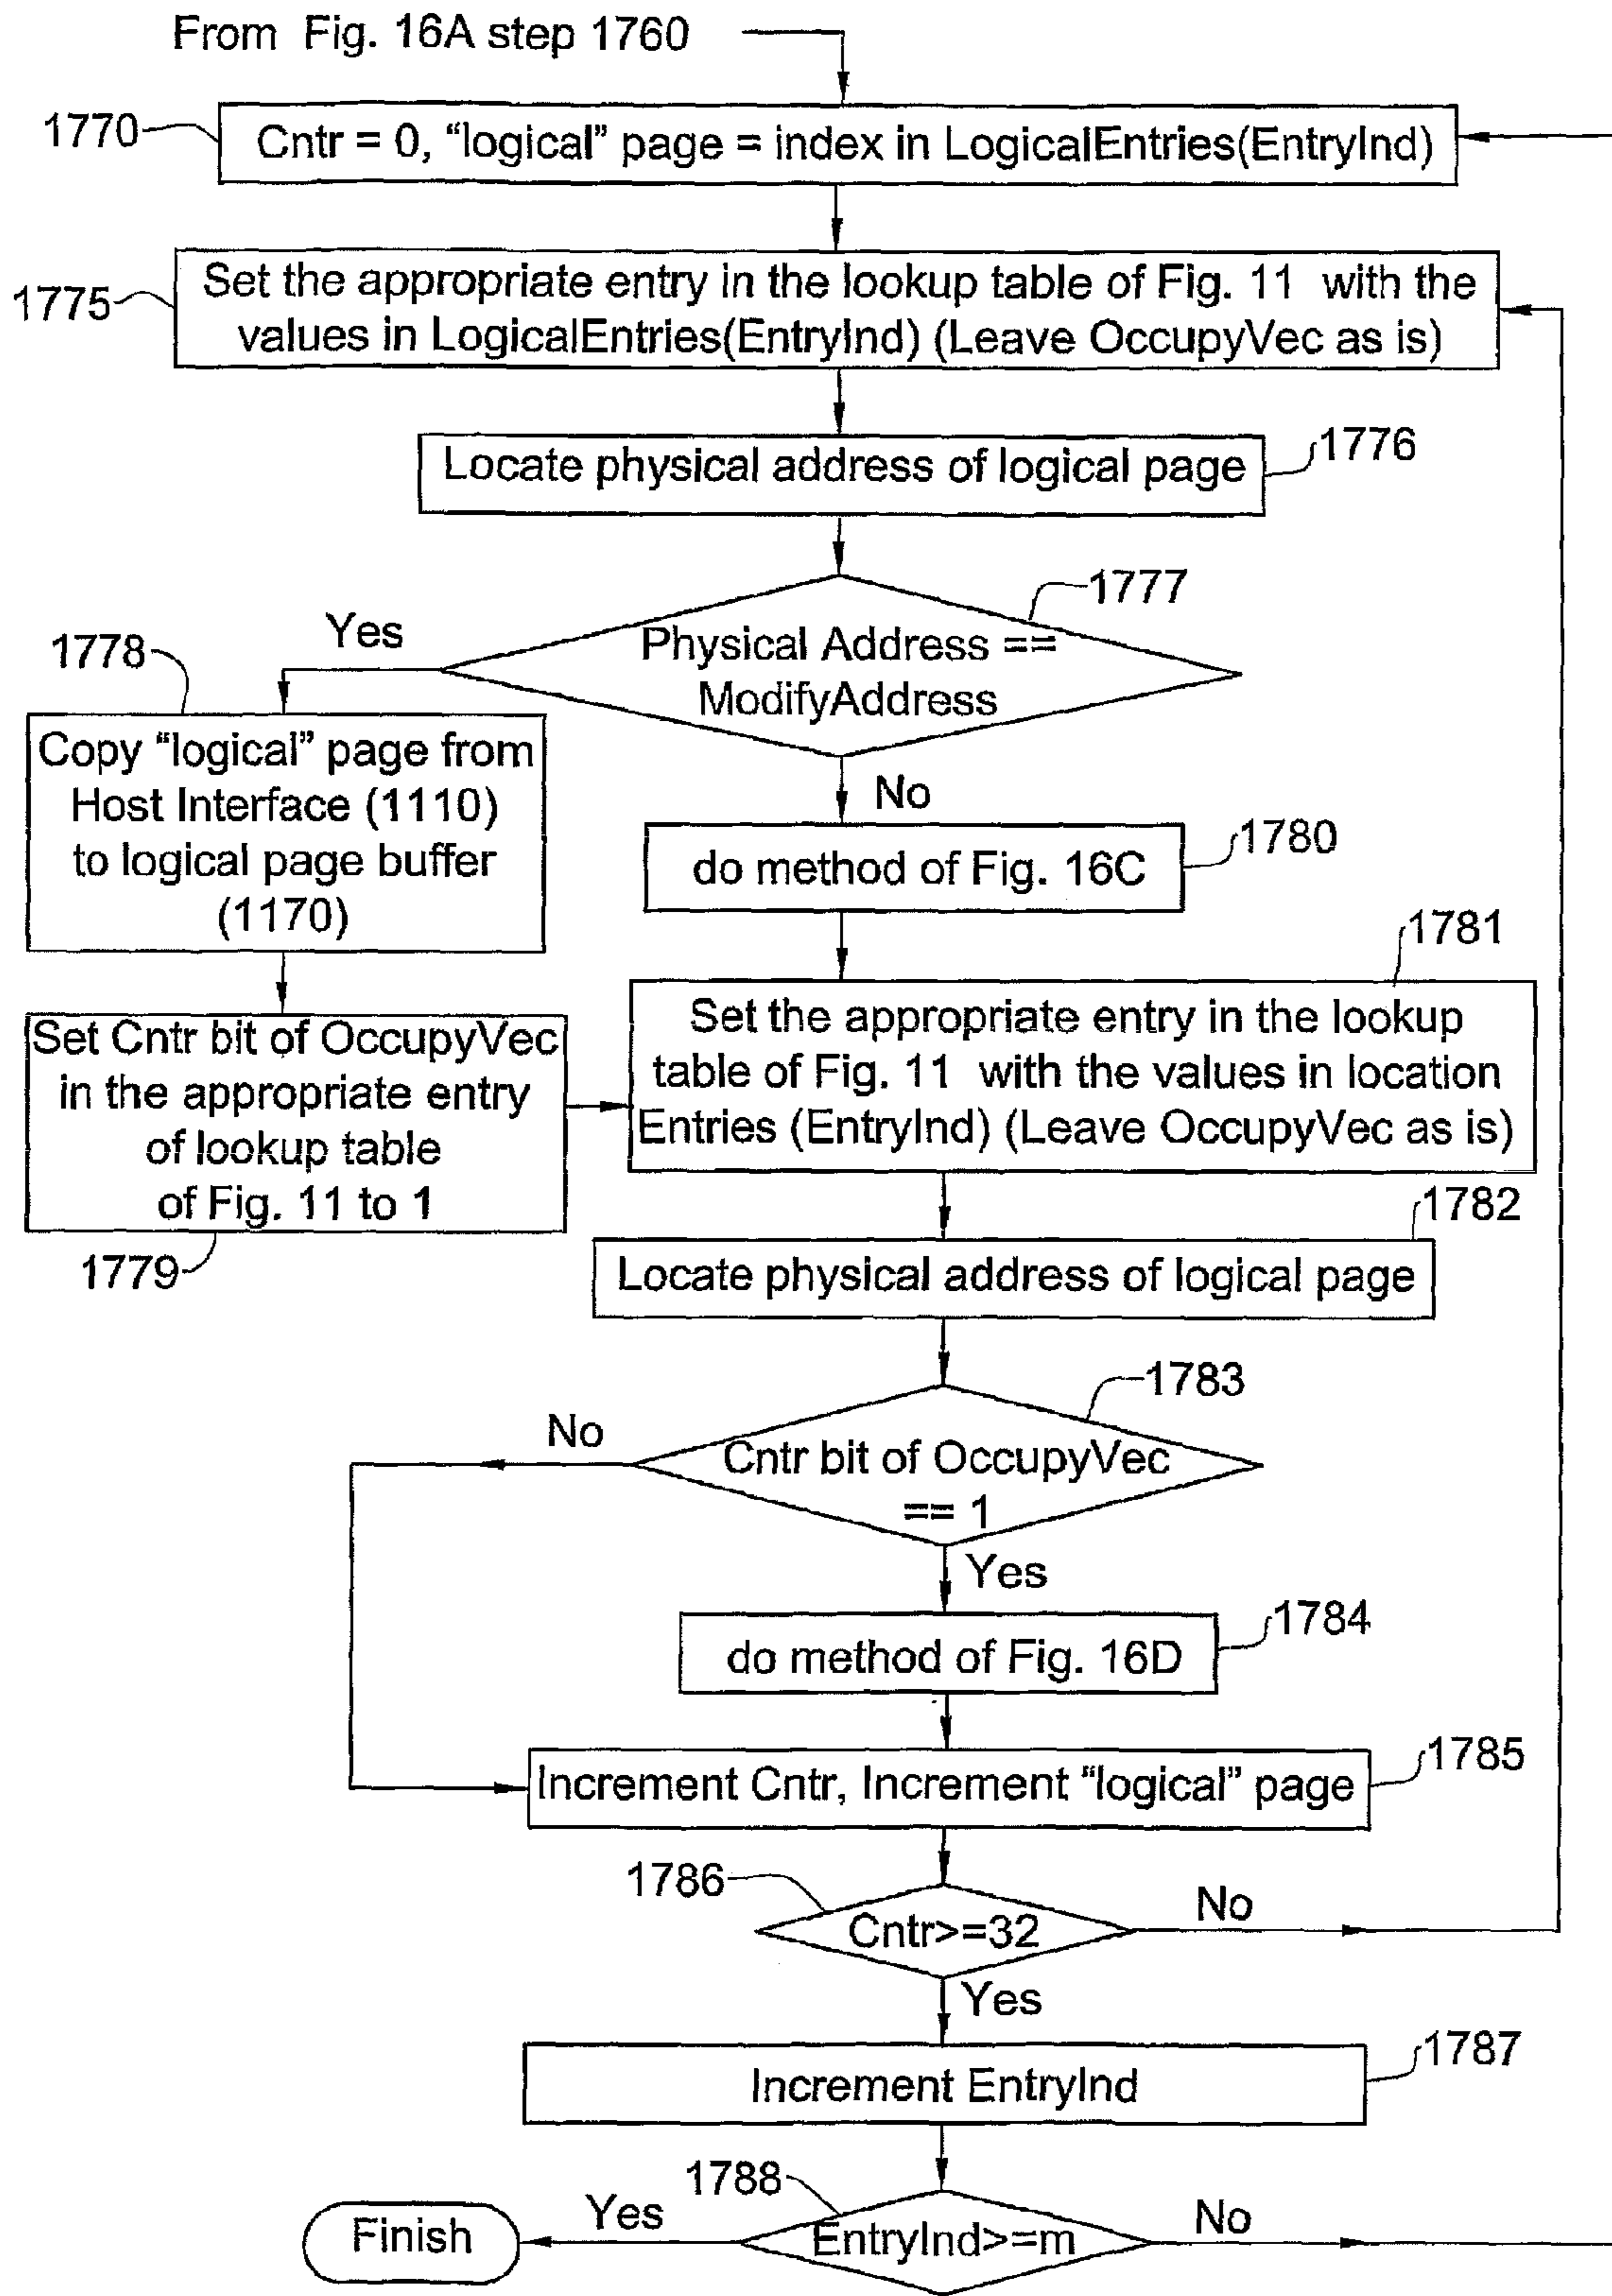 From Fig. 16A step 1760
1770
Cntr = 0, “logical” page = index in LogicalEntries(EntryInd)
1775
Set the appropriate entry in the lookup table of Fig. 11 with the
values in LogicalEntries(EntryInd) (Leave OccupyVec as is)
Locate physical address of logical page
1776
1777
Physical Address ==
ModifyAddress
Yes
1778
Copy “logical” page from
Host Interface (1110)
to logical page buffer
(1170)
No
do method of Fig. 16C
1780
1781
Set Cntr bit of OccupyVec
in the appropriate entry
of lookup table
of Fig. 11 to 1
1779
Set the appropriate entry in the lookup
table of Fig. 11 with the values in location
Entries (EntryInd) (Leave OccupyVec as is)
1782
Locate physical address of logical page
1783
No
Cntr bit of OccupyVec
== 1
Yes
1784
do method of Fig. 16D
1785
Increment Cntr, Increment “logical” page
1786
Cntr>=32
No
Yes
1787
Increment EntryInd
1788
Finish
Yes
EntryInd>=m
No